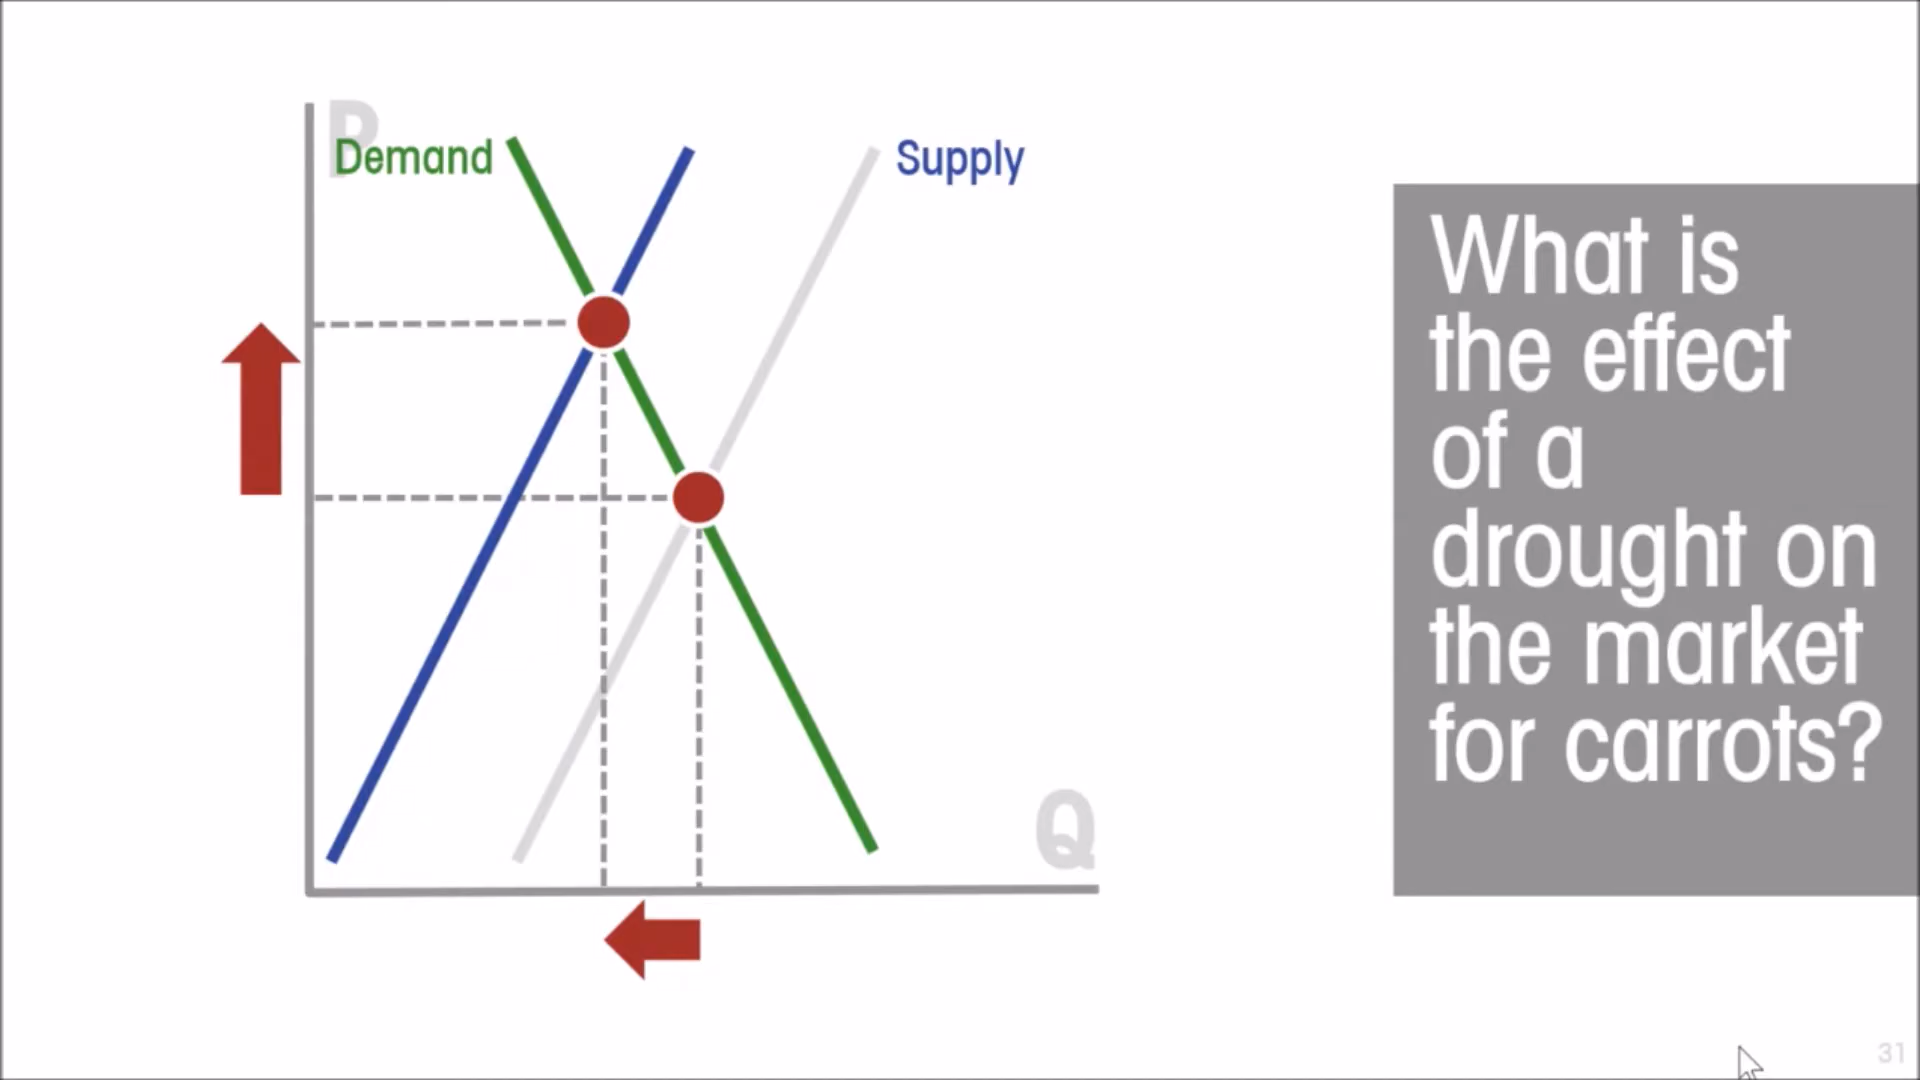 P
Demand
Supply
Q
What is
the effect
of a
drought on
the market
for carrots?
31